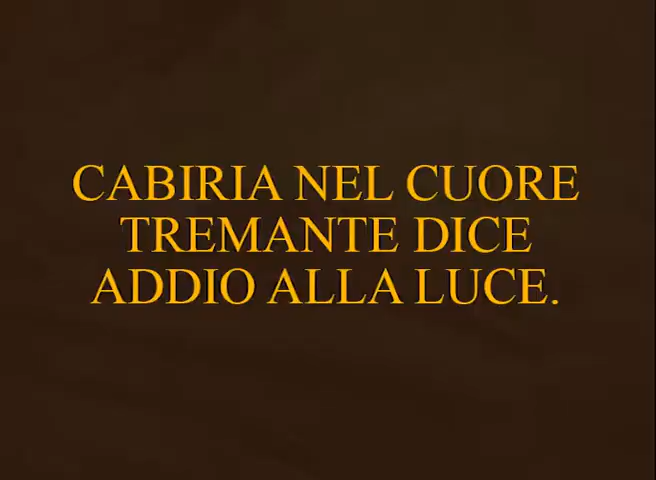 CABIRIA NEL CUORE
TREMANTE DICE
ADDIO ALLA LUCE.